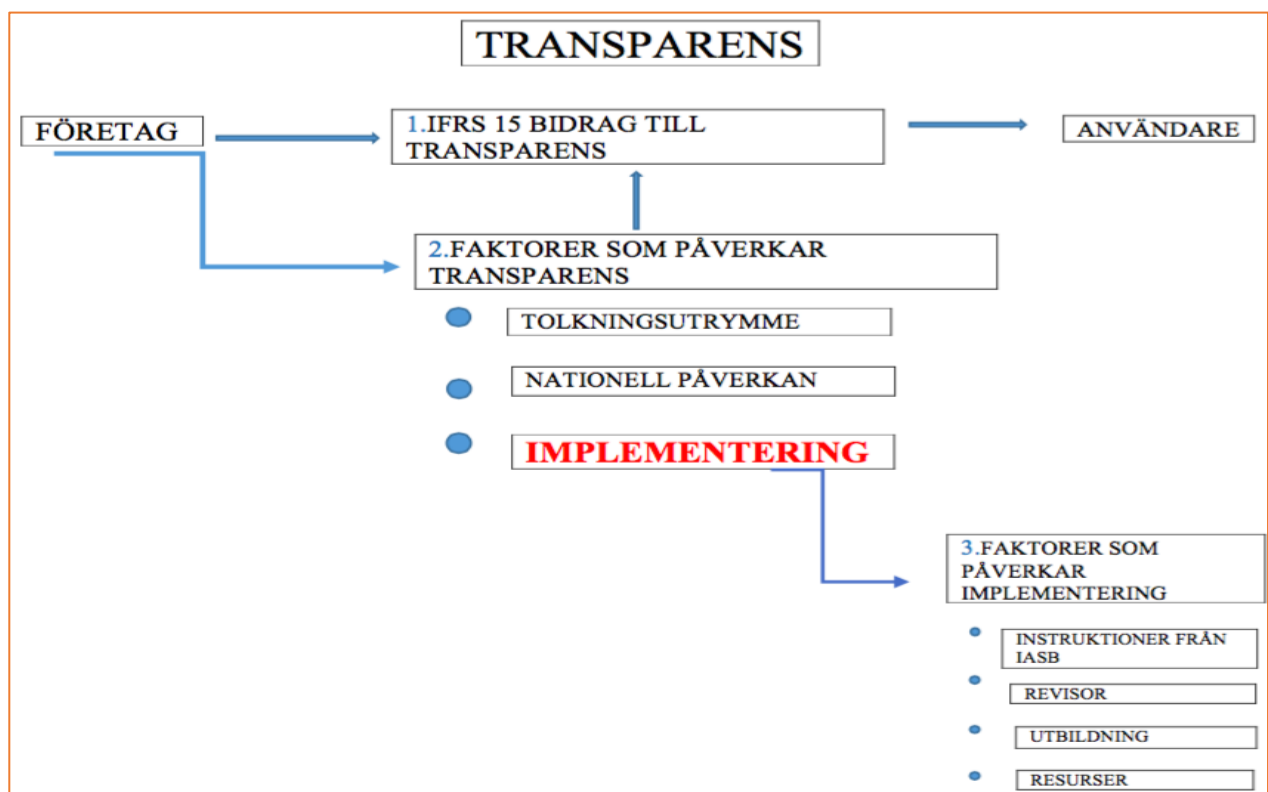 TRANSPARENS
FÖRETAG
1.IFRS 15 BIDRAG TILL
TRANSPARENS
ANVÄNDARE
2.FAKTORER SOM PÅVERKAR
TRANSPARENS
TOLKNINGSUTRYMME
NATIONELL PÅVERKAN
IMPLEMENTERING
3.FAKTORER SOM
PÅVERKAR
IMPLEMENTERING
INSTRUKTIONER FRÅN
IASB
REVISOR
UTBILDNING
RESURSER